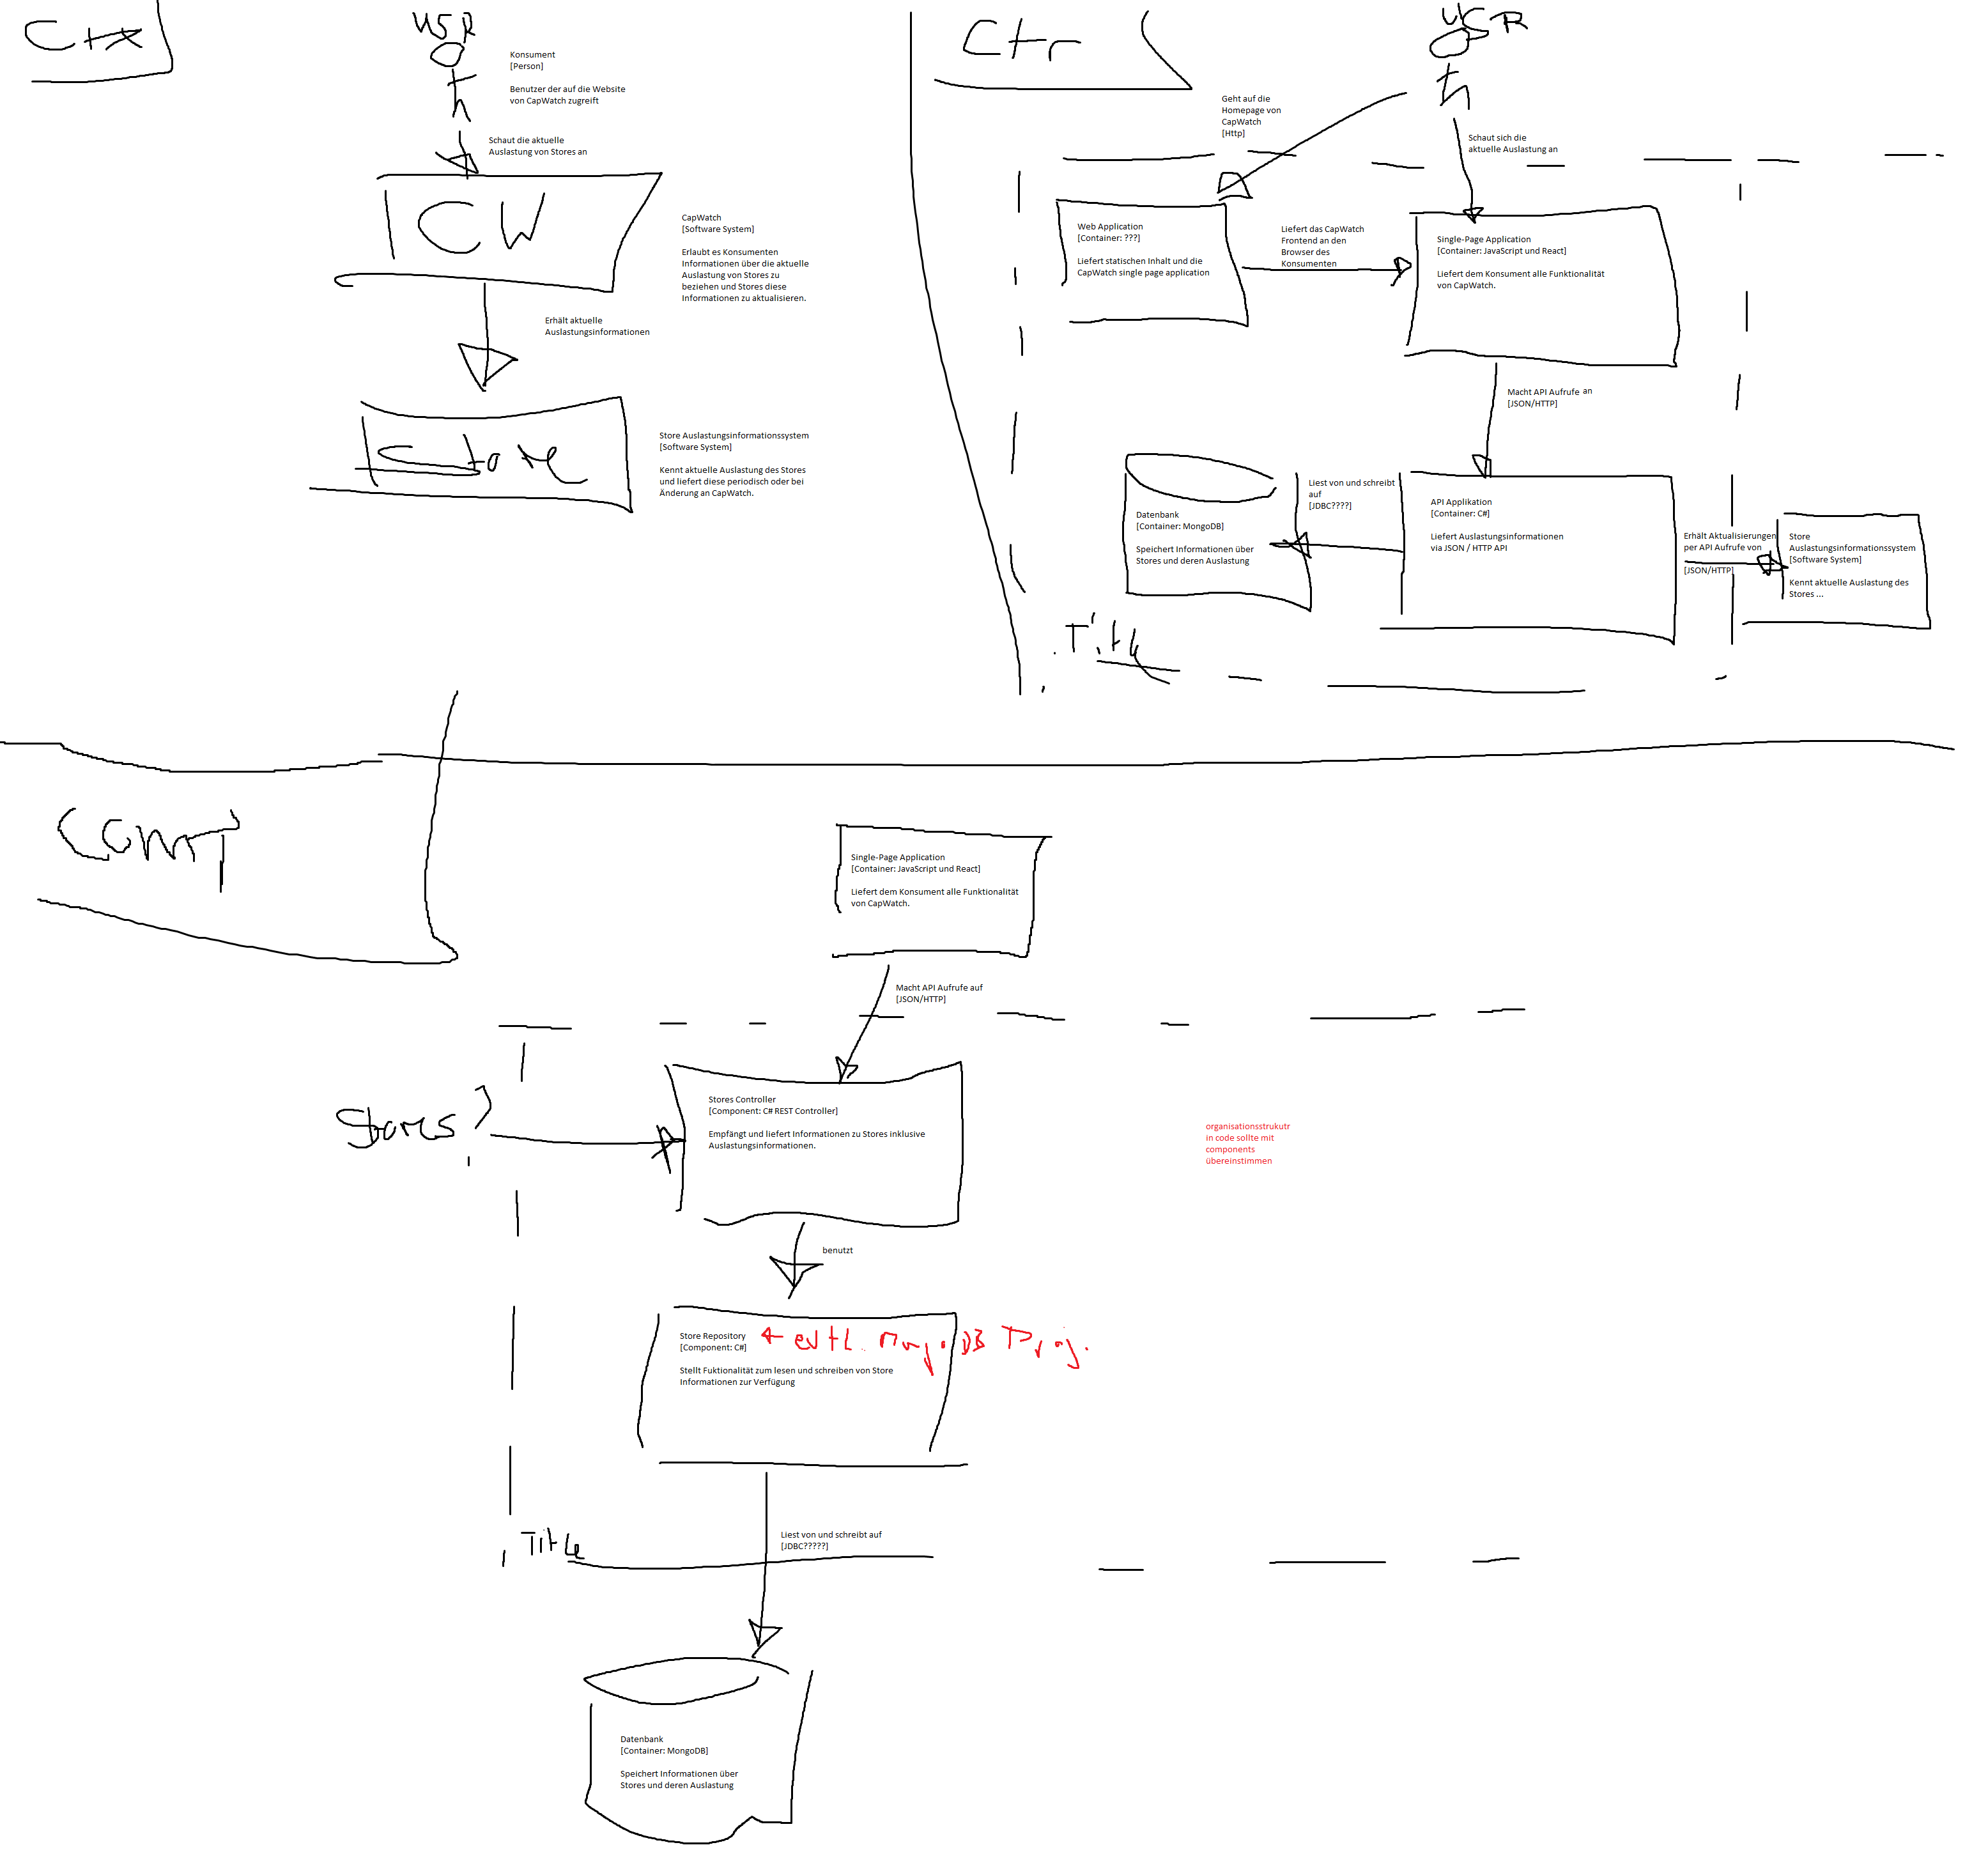 Ctx
USR
Konsument
[Person]
Benutzer der auf die Website
von CapWatch zugreift
Schaut die aktuelle
Auslastung von Stores an
CW
CapWatch
[Software System]
Erlaubt es Konsumenten
Informationen über die aktuelle
Auslastung von Stores zu
beziehen und Stores diese
Informationen zu aktualisieren.
Erhält aktuelle
Auslastungsinformationen
Store
Store Auslastungsinformationssystem
[Software System]
Kennt aktuelle Auslastung des Stores
und liefert diese periodisch oder bei
Änderung an CapWatch.
Ctr
USR
Geht auf die
Homepage von
CapWatch
[Http]
Schaut sich die
aktuelle Auslastung an
Web Application
[Container: ???]
Liefert statischen Inhalt und die
CapWatch single page application
Liefert das CapWatch
Frontend an den
Browser des
Konsumenten
Single-Page Application
[Container: JavaScript und React]
Liefert dem Konsument alle Funktionalität
von CapWatch.
Macht API Aufrufe an
[JSON/HTTP]
Datenbank
[Container: MongoDB]
Speichert Informationen über
Stores und deren Auslastung
Liest von und schreibt
auf
[JDBC????]
API Applikation
[Container: C#]
Liefert Auslastungsinformationen
via JSON / HTTP API
Erhält Aktualisierungen
per API Aufrufe von
[JSON/HTTP]
Store
Auslastungsinformationssystem
[Software System]
Kennt aktuelle Auslastung des
Stores ...
Title
COMP
Single-Page Application
[Container: JavaScript und React]
Liefert dem Konsument alle Funktionalität
von CapWatch.
Macht API Aufrufe auf
[JSON/HTTP]
Stores?
Stores Controller
[Component: C# REST Controller]
Empfängt und liefert Informationen zu Stores inklusive
Auslastungsinformationen.
organisationsstrukutr
in code sollte mit
components
übereinstimmen
benutzt
Store Repository
[Component: C#]
Stellt Fuktionalität zum lesen und schreiben von Store
Informationen zur Verfügung
evtl. MngoDB Proj.
Title
Liest von und schreibt auf
[JDBC?????]
Datenbank
[Container: MongoDB]
Speichert Informationen über
Stores und deren Auslastung